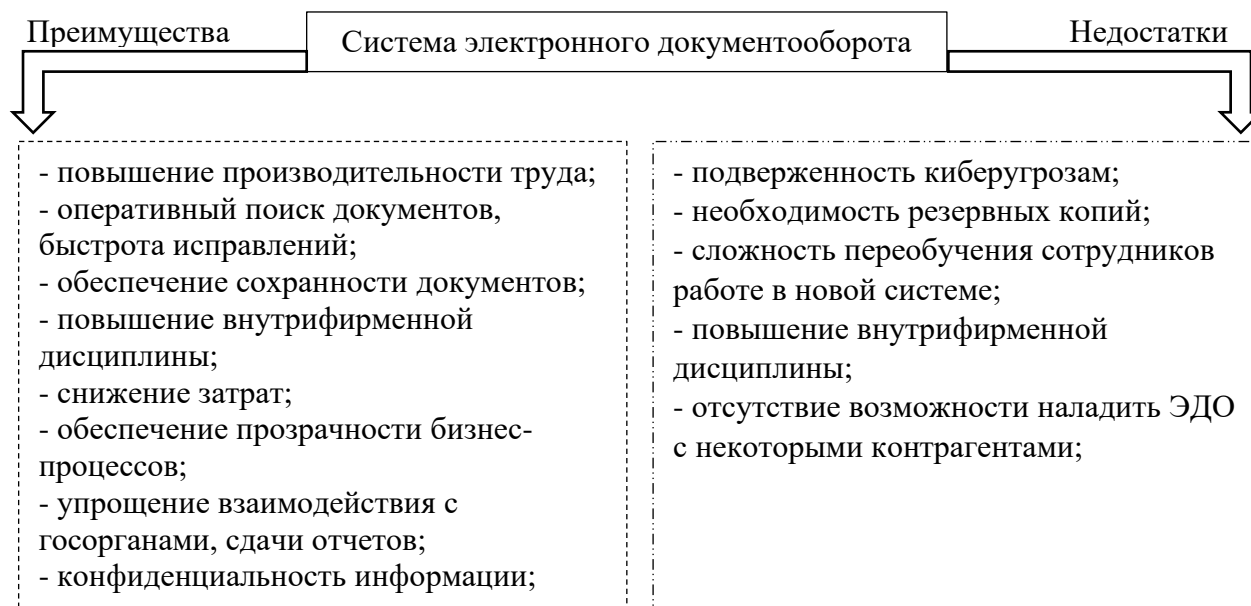 Преимущества
Система электронного документооборота
Недостатки
- повышение производительности труда;
- оперативный поиск документов,
быстрота исправлений;
- обеспечение сохранности документов;
- повышение внутрифирменной
дисциплины;
- снижение затрат;
- обеспечение прозрачности бизнес-
процессов;
- упрощение взаимодействия с
госорганами, сдачи отчетов;
- конфиденциальность информации;
- подверженность киберугрозам;
- необходимость резервных копий;
- сложность переобучения сотрудников
работе в новой системе;
- повышение внутрифирменной
дисциплины;
- отсутствие возможности наладить ЭДО
с некоторыми контрагентами;